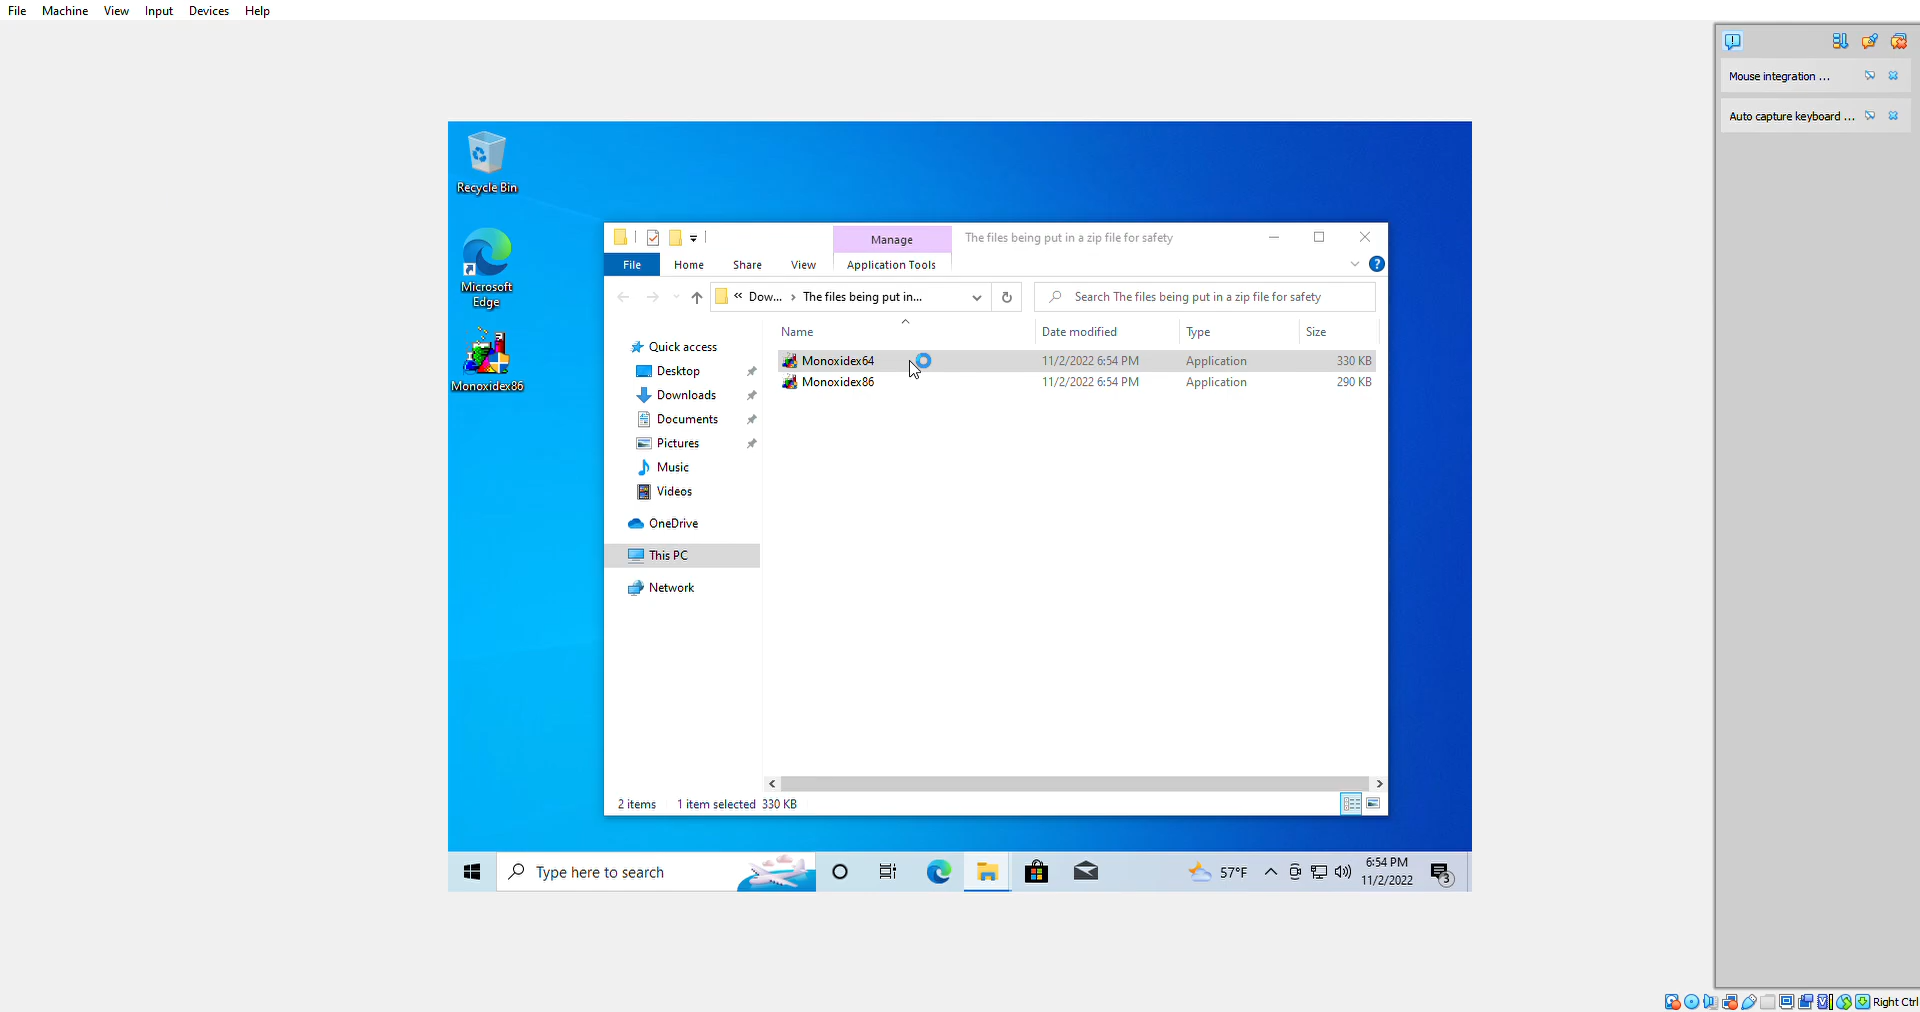 File Machine View Input Devices Help
Mouse integration ...
Auto capture keyboard ...
Recycle Bin
Microsoft
Edge
Monoxidex86
Manage The files being put in a zip file for safety
File Home Share View Application Tools
« Dow... › The files being put in... Search The files being put in a zip file for safety
Name Date modified Type Size
Quick access
Desktop
Downloads
Documents
Pictures
Music
Videos
OneDrive
This PC
Network
Monoxidex64 11/2/2022 6:54 PM Application 330 KB
Monoxidex86 11/2/2022 6:54 PM Application 290 KB
2 items 1 item selected 330 KB
Type here to search 57°F 6:54 PM
11/2/2022 3
Right Ctrl